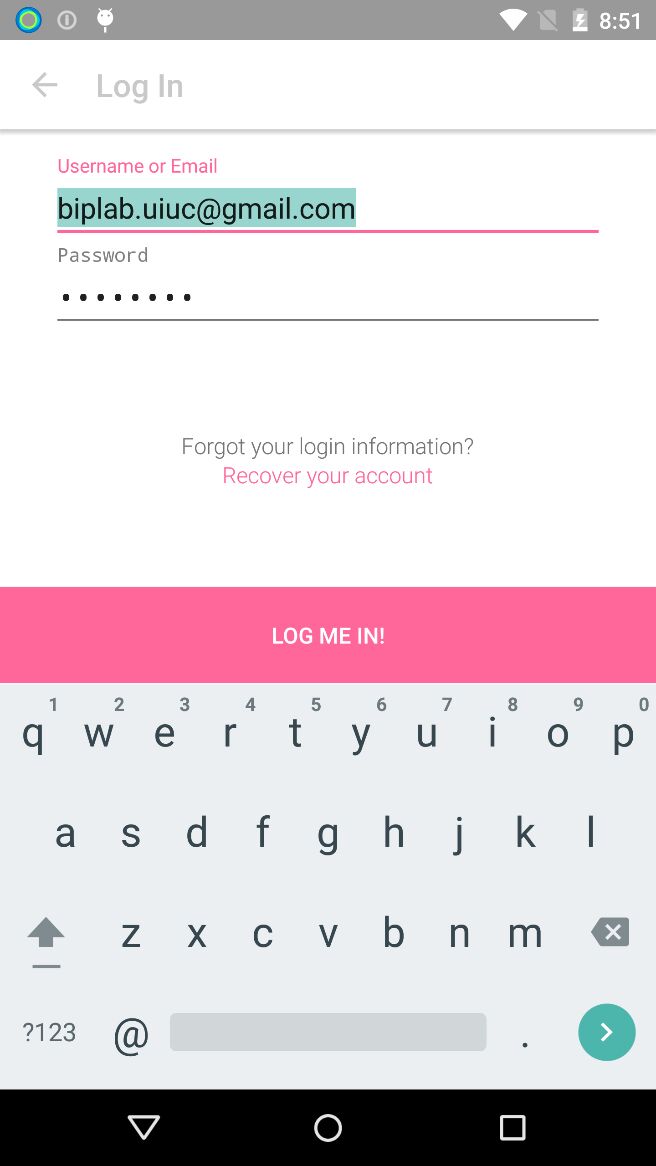 8:51
Log In
Username or Email
biplab.uiuc@gmail.com
Password
Forgot your login information?
Recover your account
LOG ME IN!
1 2 3 4 5 6 7 8 9 0
q w e r t y u i o p
a s d f g h j k l
z x c v b n m
?123 @ .